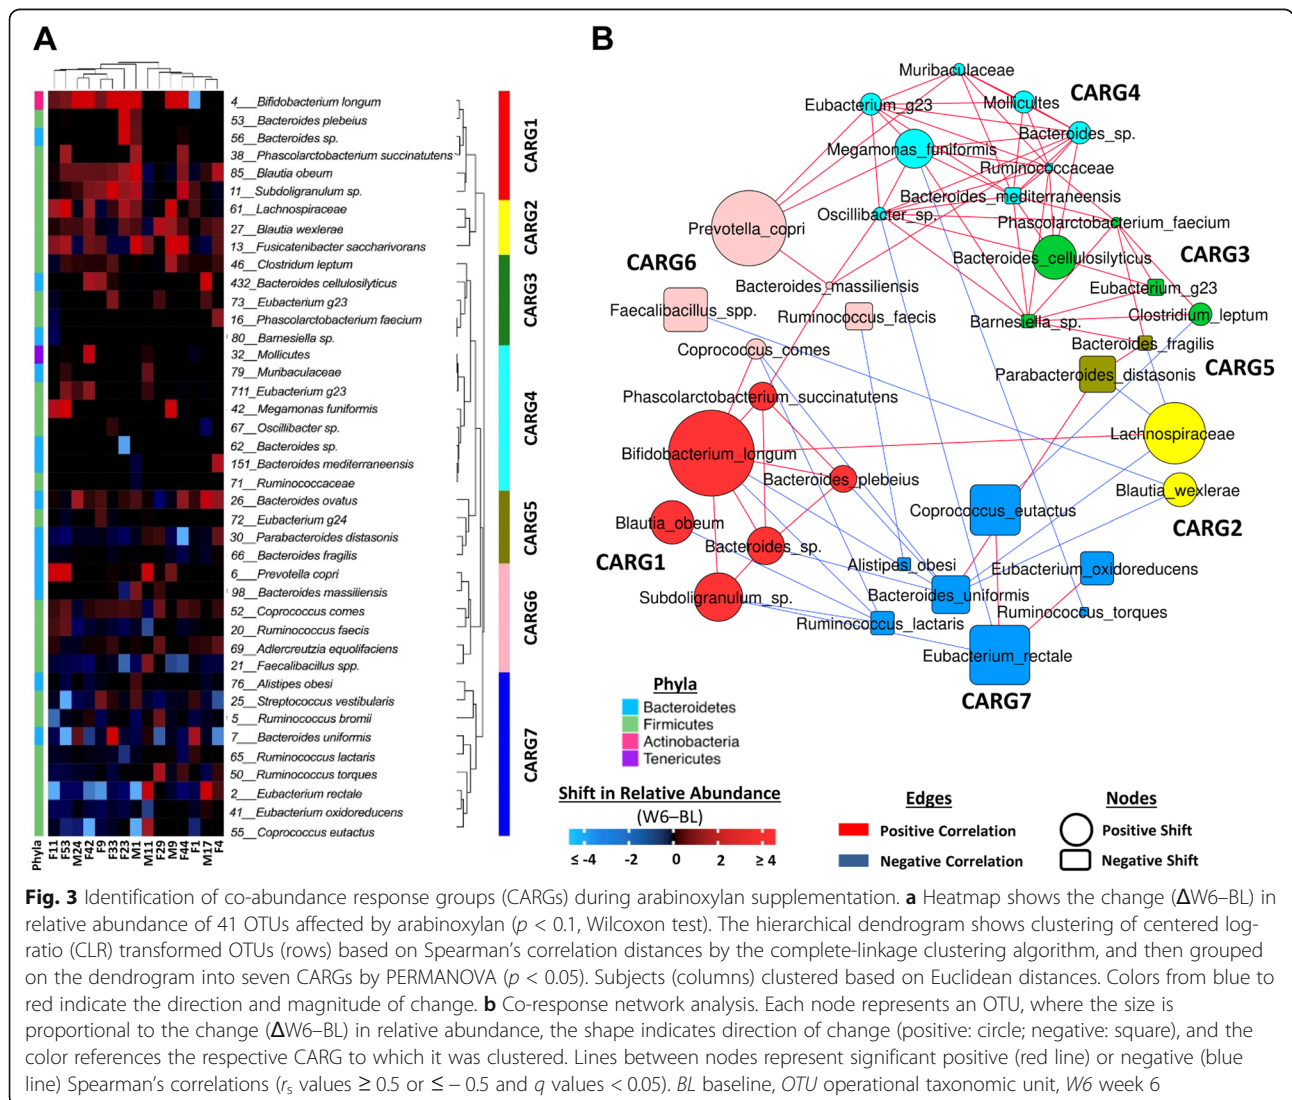 A
4___Bifidobacterium longum
53__Bacteroides plebeius
56__Bacteroides sp.
38__Phascolarctobacterium succinatutens
85__Blautia obeum
11__Subdoligranulum sp.
61__Lachnospiraceae
27__Blautia wexlerae
13__Fusicatenibacter saccharivorans
46__Clostridum leptum
432_Bacteroides cellulosilyticus
73__Eubacterium g23
16__Phascolarctobacterium faecium
80__Barnesiella sp.
32__Mollicutes
79__Muribaculaceae
711_Eubacterium g23
42__Megamonas funiformis
67__Oscillibacter sp.
62__Bacteroides sp.
151_Bacteroides mediterraneensis
71__Ruminococcaceae
26__Bacteroides ovatus
72__Eubacterium g24
30__Parabacteroides distasonis
66__Bacteroides fragilis
6___Prevotella copri
98__Bacteroides massiliensis
52__Coprococcus comes
20__Ruminococcus faecis
69__Adlercreutzia equolifaciens
21__Faecalibacillus spp.
76__Alistipes obesi
25__Streptococcus vestibularis
5___Ruminococcus bromii
7___Bacteroides uniformis
65__Ruminococcus lactaris
50__Ruminococcus torques
2___Eubacterium rectale
41__Eubacterium oxidoreducens
55__Coprococcus eutactus
CARG1
CARG2
CARG3
CARG4
CARG5
CARG6
CARG7
Phyla
F11
F53
M24
F42
F9
F33
F23
M1
M11
F29
M9
F44
F1
M17
F4
B
Muribaculaceae
Eubacterium_g23
Mollicutes
CARG4
Bacteroides_sp.
Megamonas_funiformis
Ruminococcaceae
Bacteroides_mediterraneensis
Oscillibacter_sp.
Phascolarctobacterium_faecium
Prevotella_copri
Bacteroides_cellulosilyticus
CARG3
CARG6
Bacteroides_massiliensis
Eubacterium_g23
Faecalibacillus_spp.
Ruminococcus_faecis
Barnesiella_sp.
Clostridium_leptum
Coprococcus_comes
Bacteroides_fragilis
CARG5
Parabacteroides_distasonis
Phascolarctobacterium_succinatutens
Lachnospiraceae
Bifidobacterium_longum
Bacteroides_plebeius
Blautia_wexlerae
Coprococcus_eutactus
CARG2
Blautia_obeum
Bacteroides_sp.
CARG1
Alistipes_obesi
Eubacterium_oxidoreducens
Subdoligranulum_sp.
Bacteroides_uniformis
Ruminococcus_torques
Ruminococcus_lactaris
Eubacterium_rectale
CARG7
Phyla
Bacteroidetes
Firmicutes
Actinobacteria
Tenericutes
Shift in Relative Abundance
(W6–BL)
≤ -4 -2 0 2 ≥ 4
Edges
Positive Correlation
Negative Correlation
Nodes
Positive Shift
Negative Shift
Fig. 3 Identification of co-abundance response groups (CARGs) during arabinoxylan supplementation. a Heatmap shows the change (ΔW6–BL) in
relative abundance of 41 OTUs affected by arabinoxylan (p < 0.1, Wilcoxon test). The hierarchical dendrogram shows clustering of centered log-
ratio (CLR) transformed OTUs (rows) based on Spearman's correlation distances by the complete-linkage clustering algorithm, and then grouped
on the dendrogram into seven CARGs by PERMANOVA (p < 0.05). Subjects (columns) clustered based on Euclidean distances. Colors from blue to
red indicate the direction and magnitude of change. b Co-response network analysis. Each node represents an OTU, where the size is
proportional to the change (ΔW6–BL) in relative abundance, the shape indicates direction of change (positive: circle; negative: square), and the
color references the respective CARG to which it was clustered. Lines between nodes represent significant positive (red line) or negative (blue
line) Spearman's correlations (rs values ≥ 0.5 or ≤ − 0.5 and q values < 0.05). BL baseline, OTU operational taxonomic unit, W6 week 6